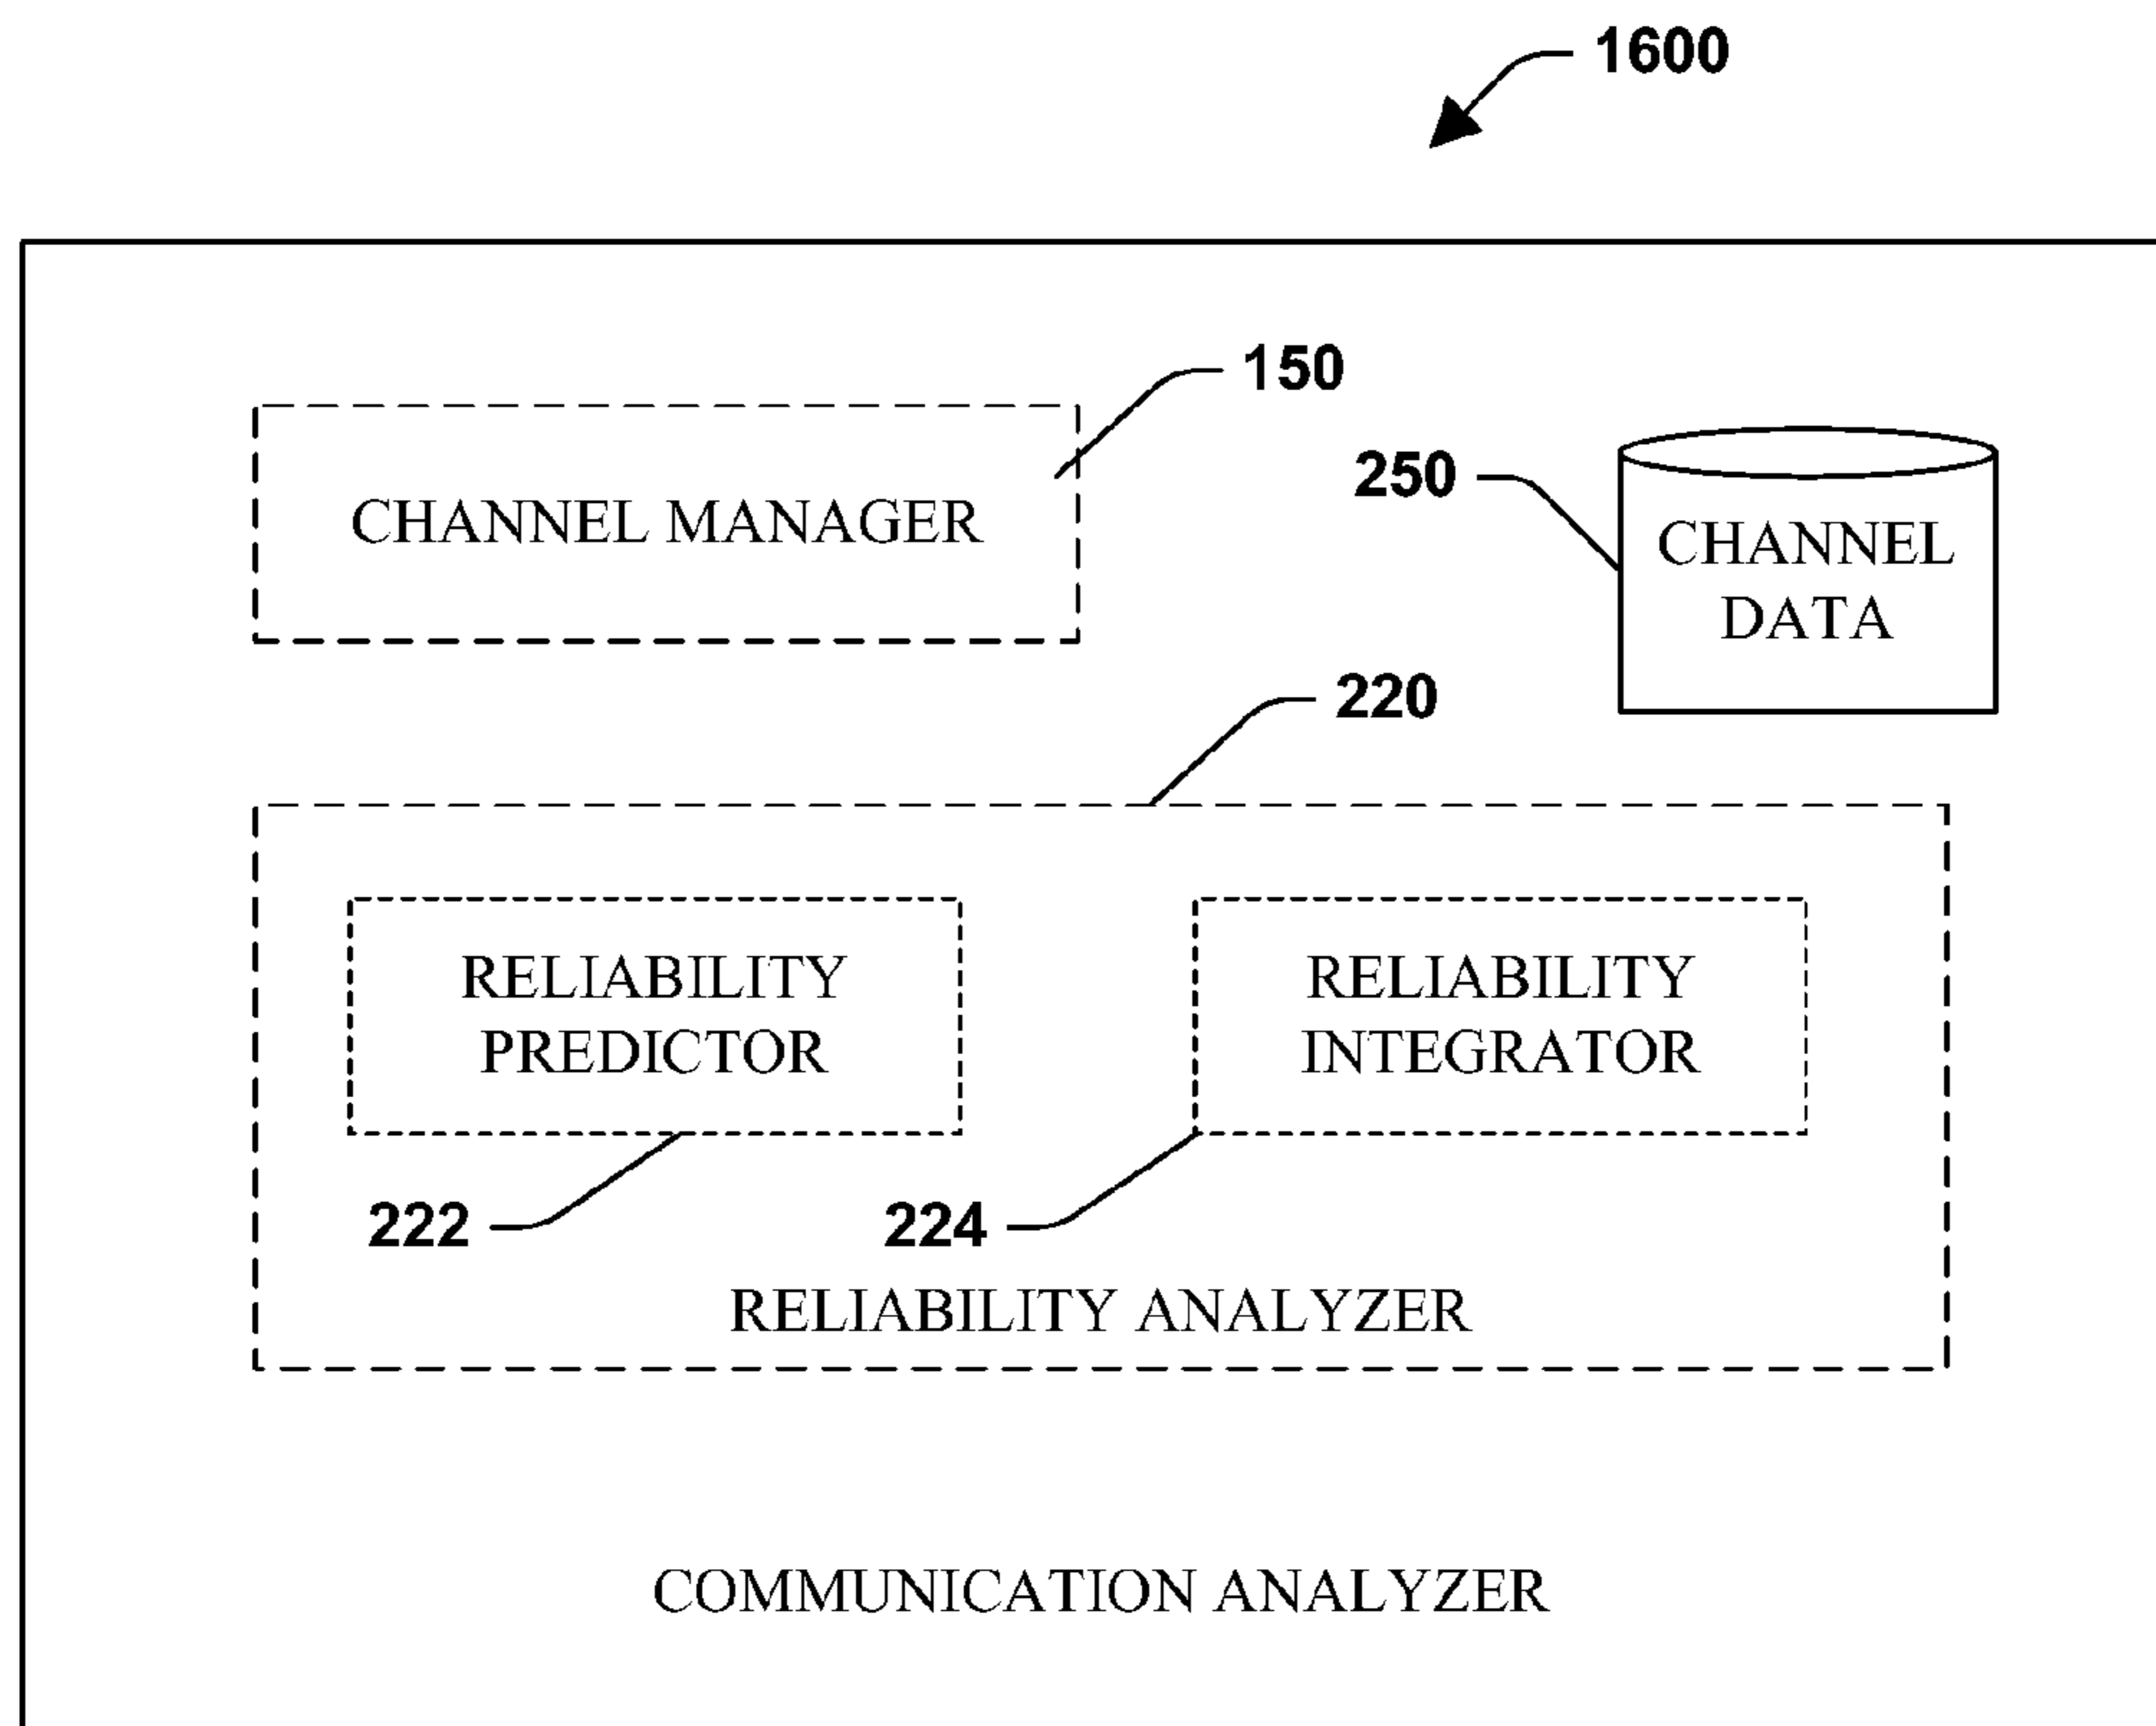 1600
150
CHANNEL MANAGER
250
CHANNEL
DATA
220
RELIABILITY
PREDICTOR
RELIABILITY
INTEGRATOR
222
224
RELIABILITY ANALYZER
COMMUNICATION ANALYZER